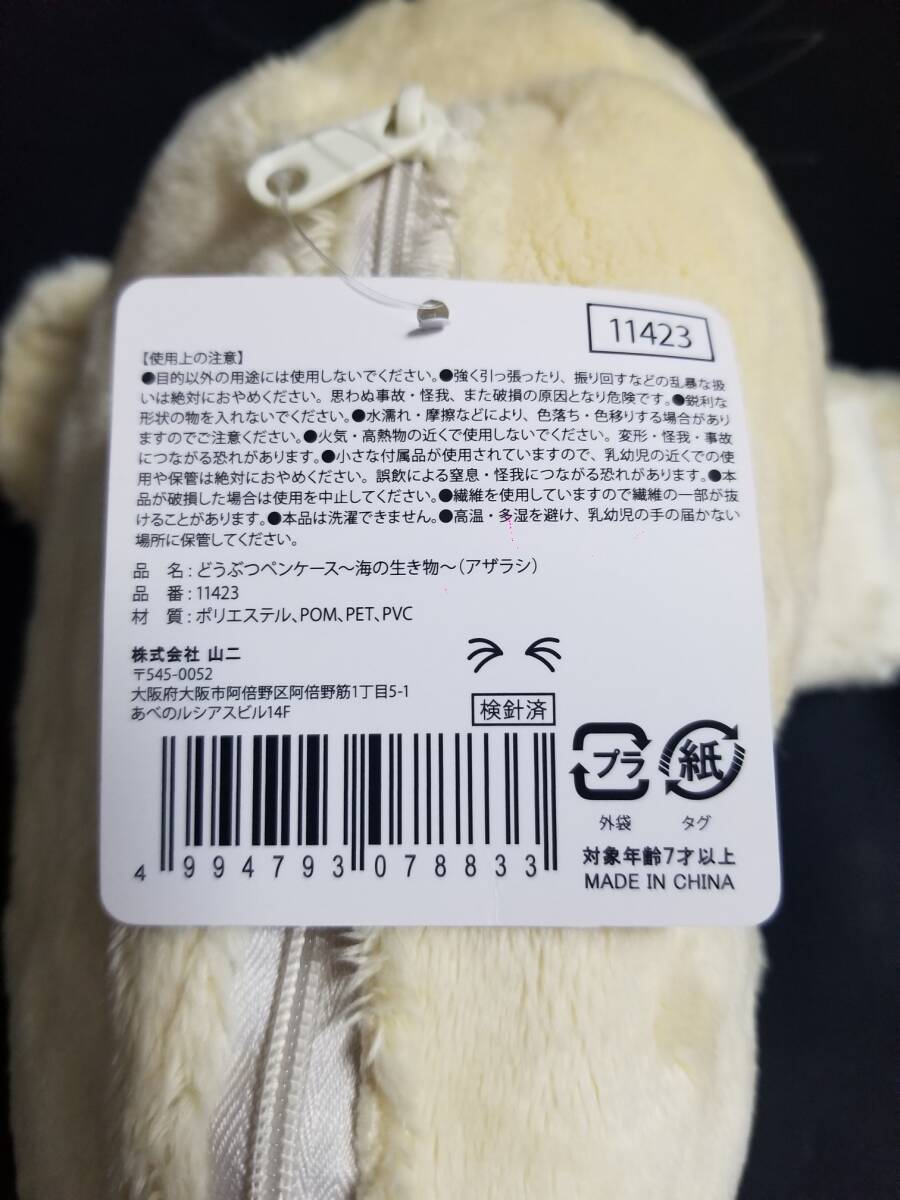 11423
【使用上の注意】
●目的以外の用途には使用しないでください。●強く引っ張ったり、振り回すなどの乱暴な扱
いは絶対におやめください。思わぬ事故・怪我、また破損の原因となり危険です。●鋭利な
形状の物を入れないでください。●水濡れ・摩擦などにより、色落ち・色移りする場合があり
ますのでご注意ください。●火気・高熱物の近くで使用しないでください。変形・怪我・事故
につながる恐れがあります。●小さな付属品が使用されていますので、乳幼児の近くでの使
用や保管は絶対におやめください。誤飲による窒息・怪我につながる恐れがあります。●本
品が破損した場合は使用を中止してください。●繊維を使用していますので繊維の一部が抜
けることがあります。●本品は洗濯できません。●高温・多湿を避け、乳幼児の手の届かない
場所に保管してください。
品 名：どうぶつペンケース～海の生き物～（アザラシ）
品 番：11423
材 質：ポリエステル、POM、PET、PVC
株式会社 山二
〒545-0052
大阪府大阪市阿倍野区阿倍野筋1丁目5-1
あべのルシアスビル14F
検針済
プラ
紙
外袋
タグ
4 994793 078833
対象年齢7才以上
MADE IN CHINA